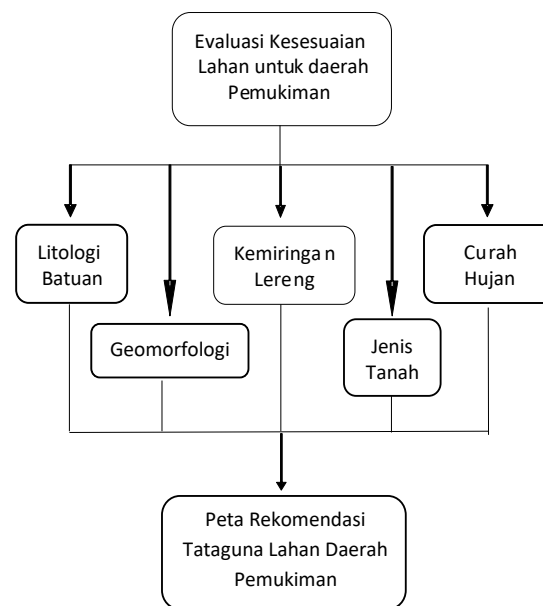 Evaluasi Kesesuaian
Lahan untuk daerah
Pemukiman
Litologi
Batuan
Geomorfologi
Kemiringan
Lereng
Jenis
Tanah
Curah
Hujan
Peta Rekomendasi
Tataguna Lahan Daerah
Pemukiman